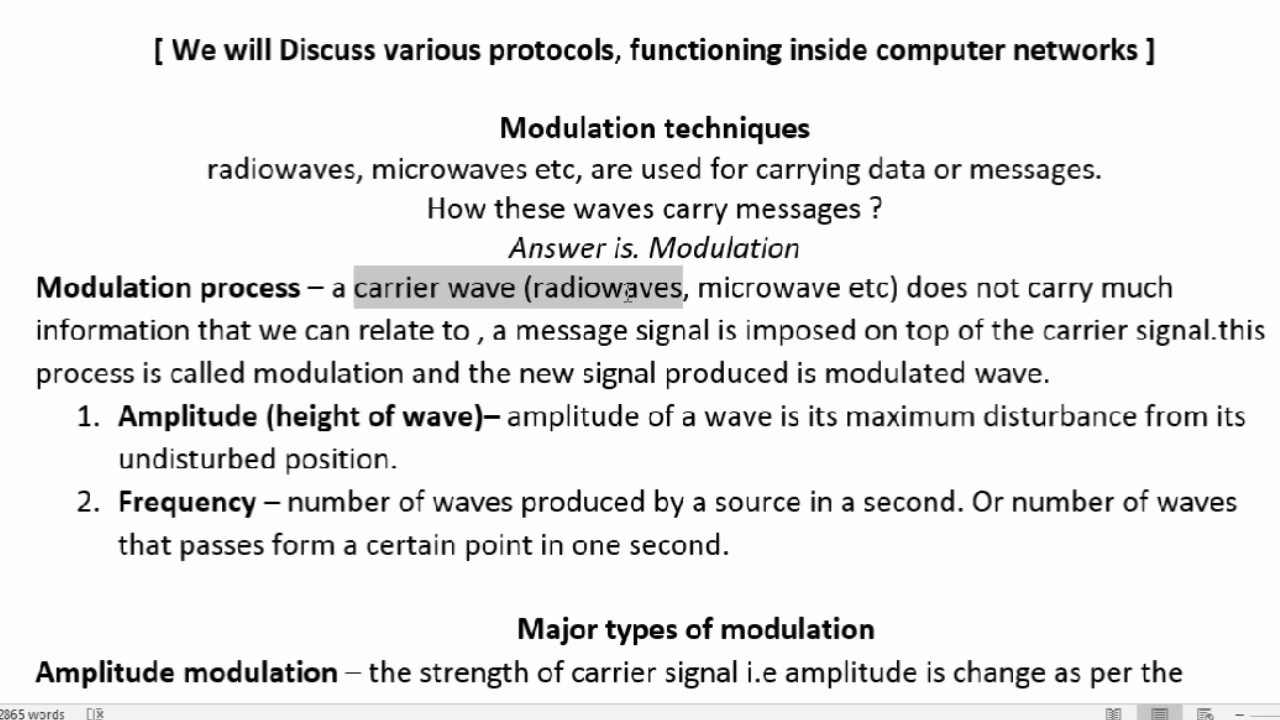 [ We will Discuss various protocols, functioning inside computer networks ]
Modulation techniques
radiowaves, microwaves etc, are used for carrying data or messages.
How these waves carry messages ?
Answer is. Modulation
Modulation process – a carrier wave (radiowaves, microwave etc) does not carry much
information that we can relate to , a message signal is imposed on top of the carrier signal.this
process is called modulation and the new signal produced is modulated wave.
1. Amplitude (height of wave)– amplitude of a wave is its maximum disturbance from its
undisturbed position.
2. Frequency – number of waves produced by a source in a second. Or number of waves
that passes form a certain point in one second.
Major types of modulation
Amplitude modulation – the strength of carrier signal i.e amplitude is change as per the
2865 words